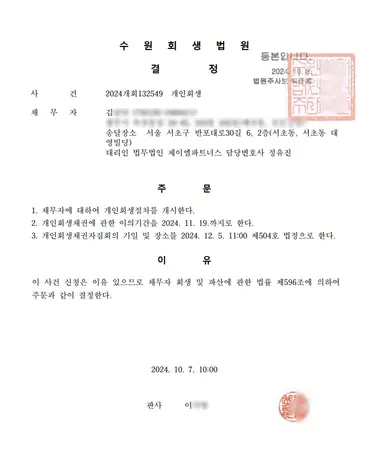 수 원 회 생 법 원
등본입니다
결 정
2024.10.
법원주사보
사 건 2024개회132549 개인회생
채 무 자 김
송달장소 서울 서초구 반포대로30길 6, 2층(서초동, 서초동 대
영빌딩)
대리인 법무법인 제이엘파트너스 담당변호사 정유진
주 문
1. 채무자에 대하여 개인회생절차를 개시한다.
2. 개인회생채권에 관한 이의기간을 2024. 11. 19.까지로 한다.
3. 개인회생채권자집회의 기일 및 장소를 2024. 12. 5. 11:00 제504호 법정으로 한다.
이 유
이 사건 신청은 이유 있으므로 채무자 회생 및 파산에 관한 법률 제596조에 의하여
주문과 같이 결정한다.
2024. 10. 7. 10:00
판사 이